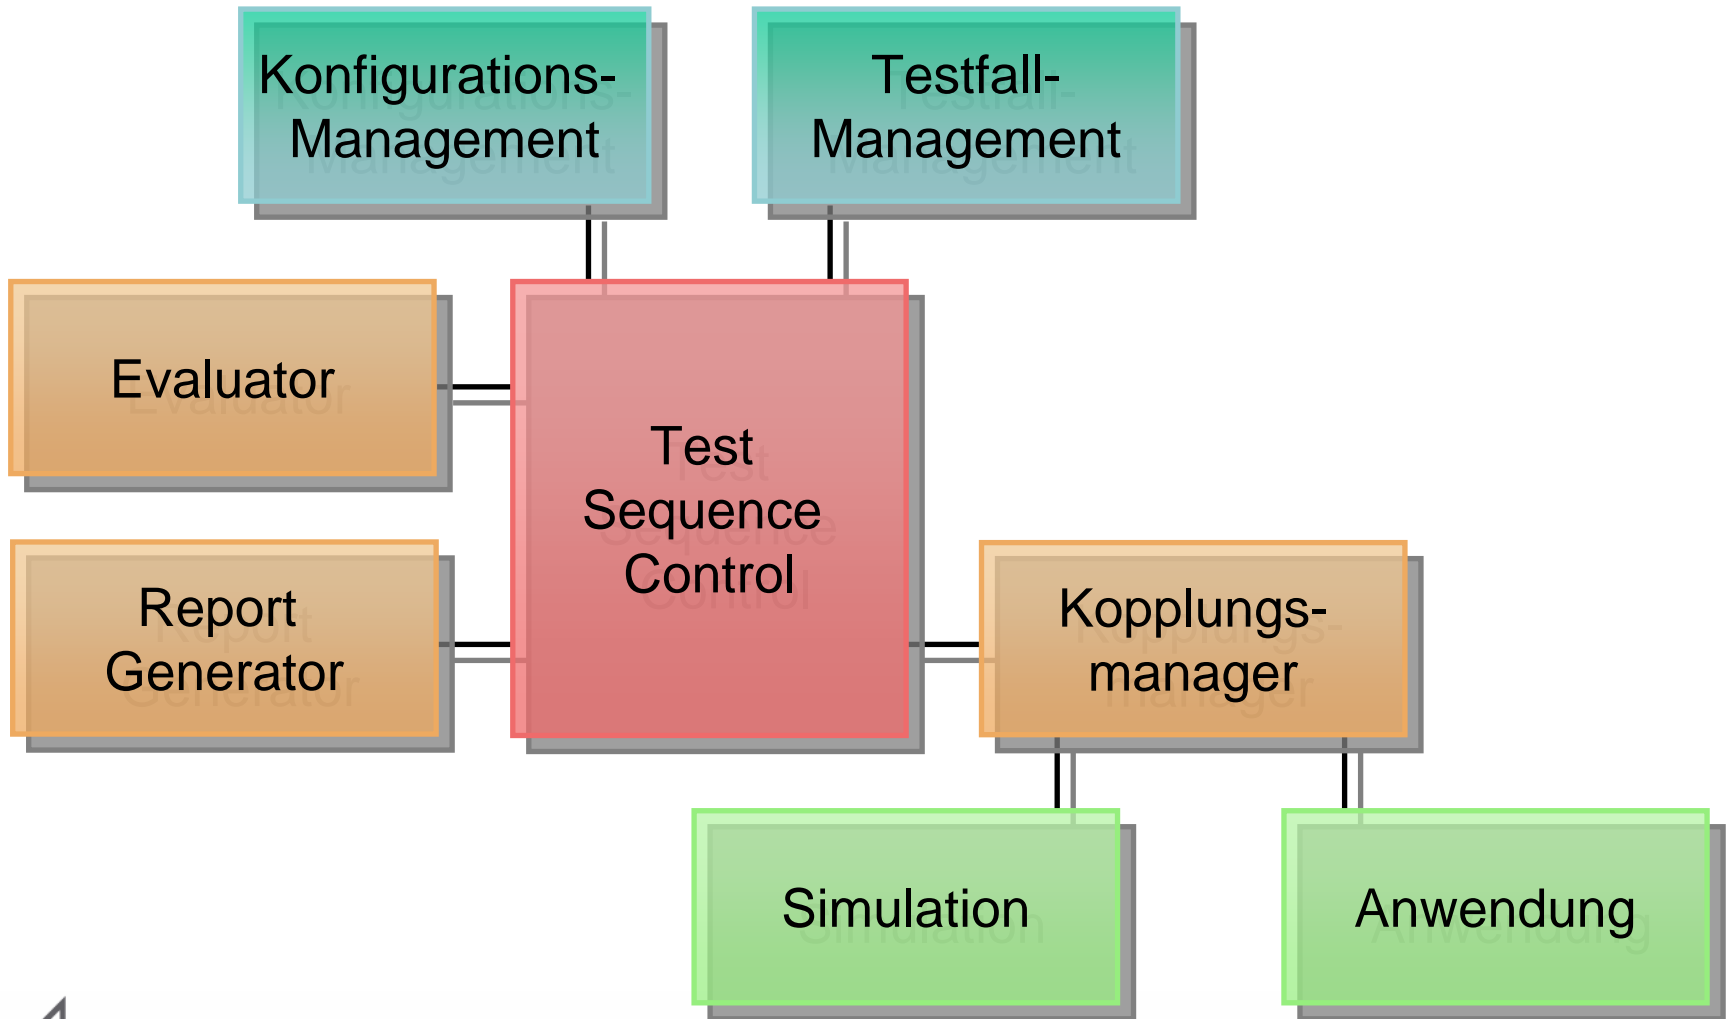 Konfigurations-
Management
Testfall-
Management
Evaluator
Test
Sequence
Control
Report
Generator
Kopplungs-
manager
Simulation
Anwendung